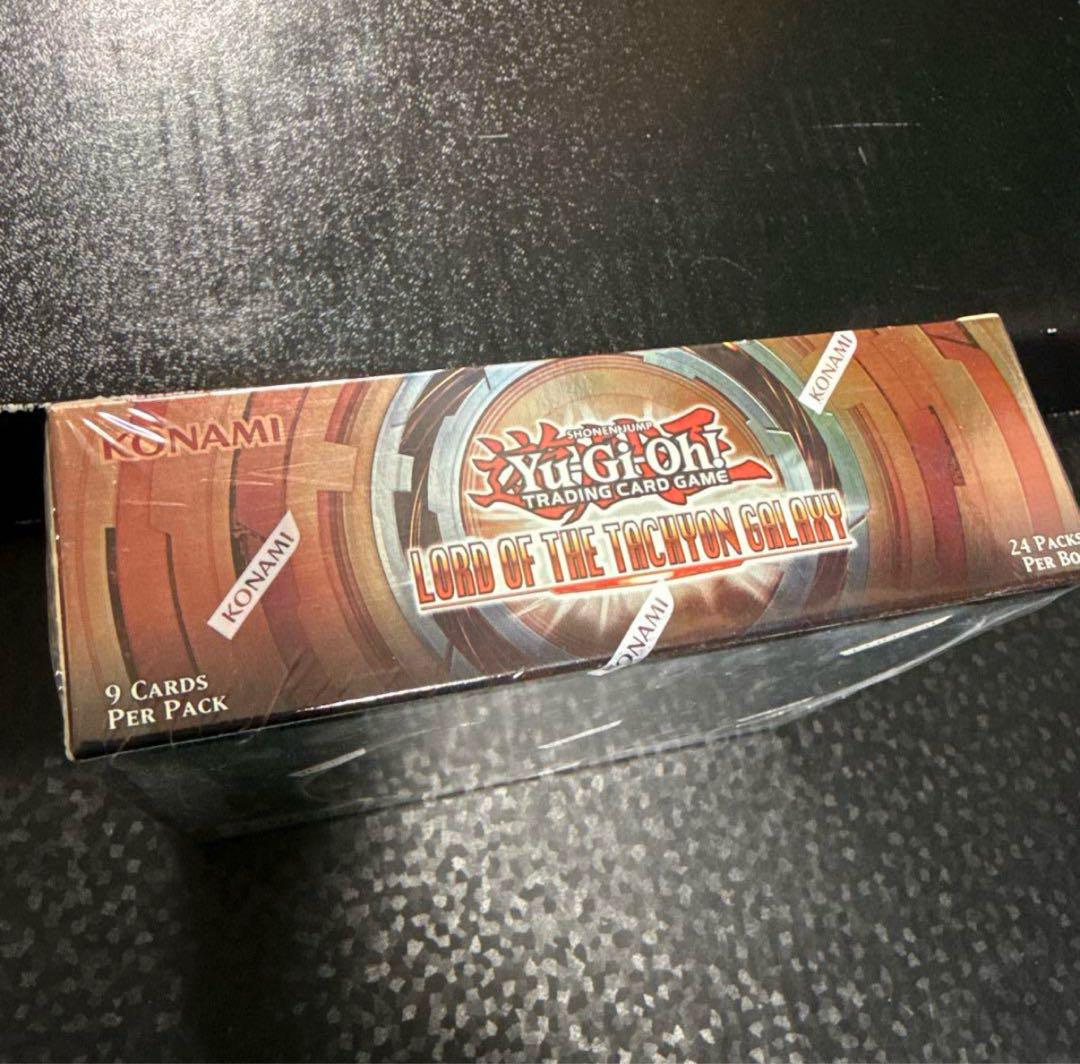 KONAMI
KONAMI
SHONEN JUMP
Yu-Gi-Oh!
TRADING CARD GAME
LORD OF THE TACHYON GALAXY
KONAMI
24 PACKS
PER BO
ONAMI
9 CARDS
PER PACK